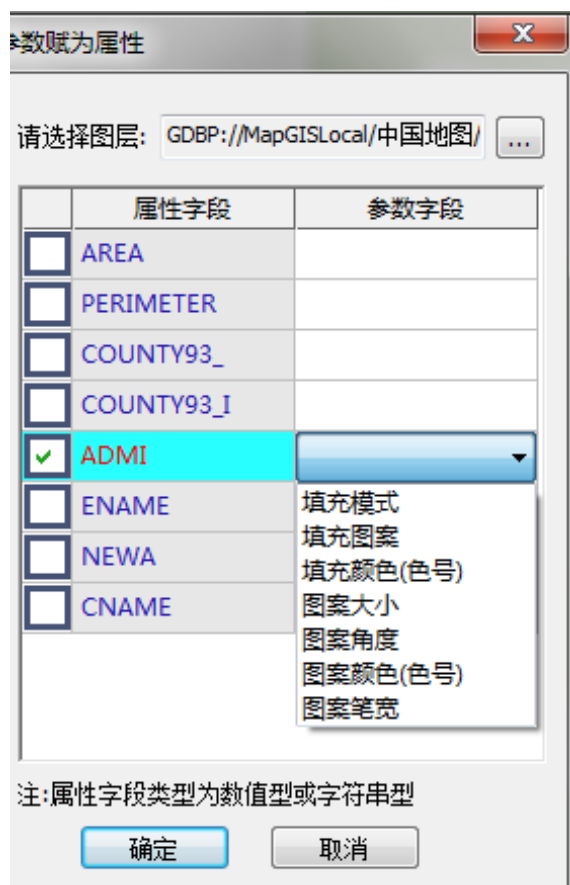 参数赋为属性
请选择图层: GDBP://MapGISLocal/中国地图/ ...
属性字段 参数字段
AREA
PERIMETER
COUNTY93_
COUNTY93_I
ADMI
ENAME
NEWA
CNAME
填充模式
填充图案
填充颜色(色号)
图案大小
图案角度
图案颜色(色号)
图案笔宽
注:属性字段类型为数值型或字符串型
确定 取消